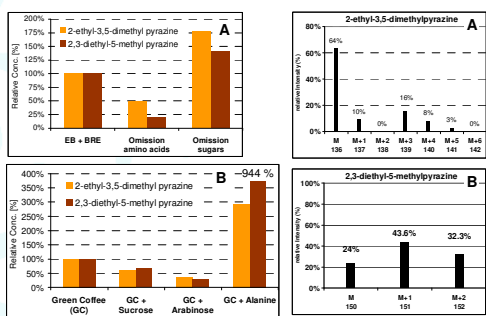 A
2-ethyl-3,5-dimethyl pyrazine
2,3-diethyl-5-methyl pyrazine
Relative Conc. [%]
200%
175%
150%
125%
100%
75%
50%
25%
0%
EB + BRE
Omission
amino acids
Omission
sugars
B
944 %
2-ethyl-3,5-dimethyl pyrazine
2,3-diethyl-5-methyl pyrazine
Relative Conc. [%]
400%
350%
300%
250%
200%
150%
100%
50%
0%
Green Coffee
(GC)
GC +
Sucrose
GC +
Arabinose
GC + Alanine
2-ethyl-3,5-dimethylpyrazine
A
relative Intensity (%)
80%
60%
40%
20%
0%
64%
10%
0%
16%
8%
3%
0%
M
136
M+1
137
M+2
138
M+3
139
M+4
140
M+5
141
M+6
142
2,3-diethyl-5-methylpyrazine
B
relative Intensity (%)
100%
80%
60%
40%
20%
0%
24%
43.6%
32.3%
M
150
M+1
151
M+2
152